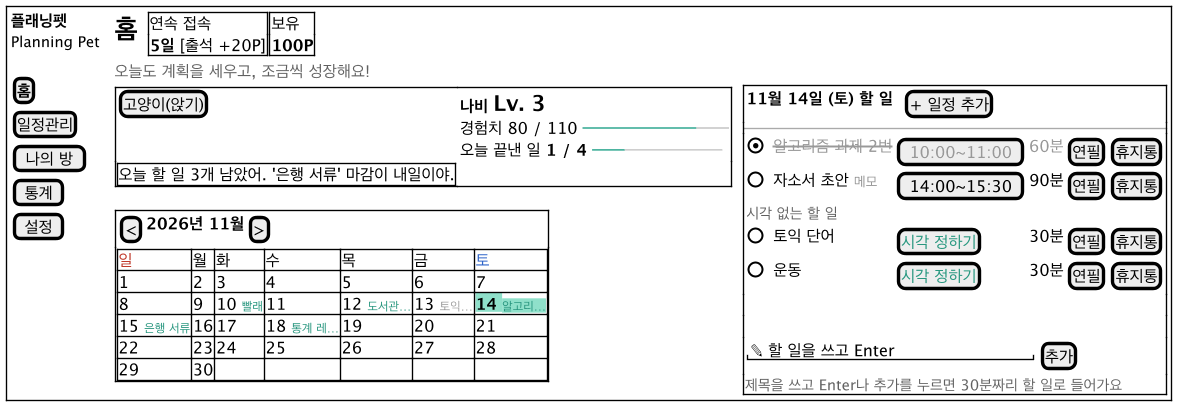 플래닝펫
Planning Pet
홈
일정관리
나의 방
통계
설정
홈
연속 접속
5일 [출석 +20P]
보유
100P
오늘도 계획을 세우고, 조금씩 성장해요!
고양이(앉기)
나비 Lv. 3
경험치 80 / 110
오늘 끝낸 일 1 / 4
오늘 할 일 3개 남았어. '은행 서류' 마감이 내일이야.
< 2026년 11월 >
일 월 화 수 목 금 토
1 2 3 4 5 6 7
8 9 10 빨래 11 12 도서관… 13 토익… 14 알고리…
15 은행 서류 16 17 18 통계 레… 19 20 21
22 23 24 25 26 27 28
29 30
11월 14일 (토) 할 일 + 일정 추가
알고리즘 과제 2번 10:00~11:00 60분 연필 휴지통
자소서 초안 메모 14:00~15:30 90분 연필 휴지통
시각 없는 할 일
토익 단어 시각 정하기 30분 연필 휴지통
운동 시각 정하기 30분 연필 휴지통
✎ 할 일을 쓰고 Enter 추가
제목을 쓰고 Enter나 추가를 누르면 30분짜리 할 일로 들어가요